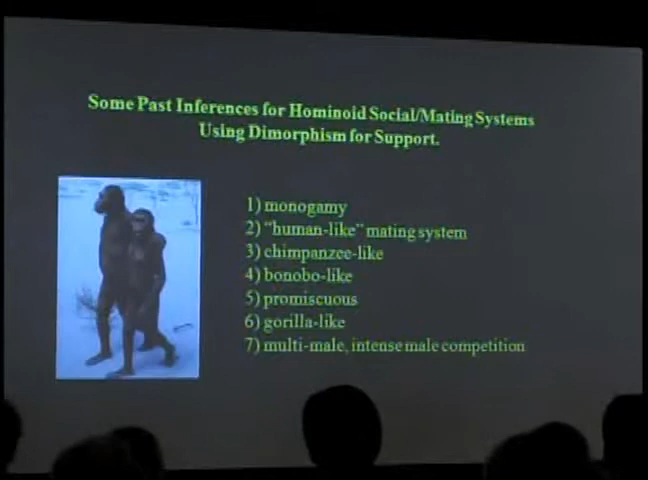 Some Past Inferences for Hominoid Social/Mating Systems
Using Dimorphism for Support.
1) monogamy
2) "human-like" mating system
3) chimpanzee-like
4) bonobo-like
5) promiscuous
6) gorilla-like
7) multi-male, intense male competition